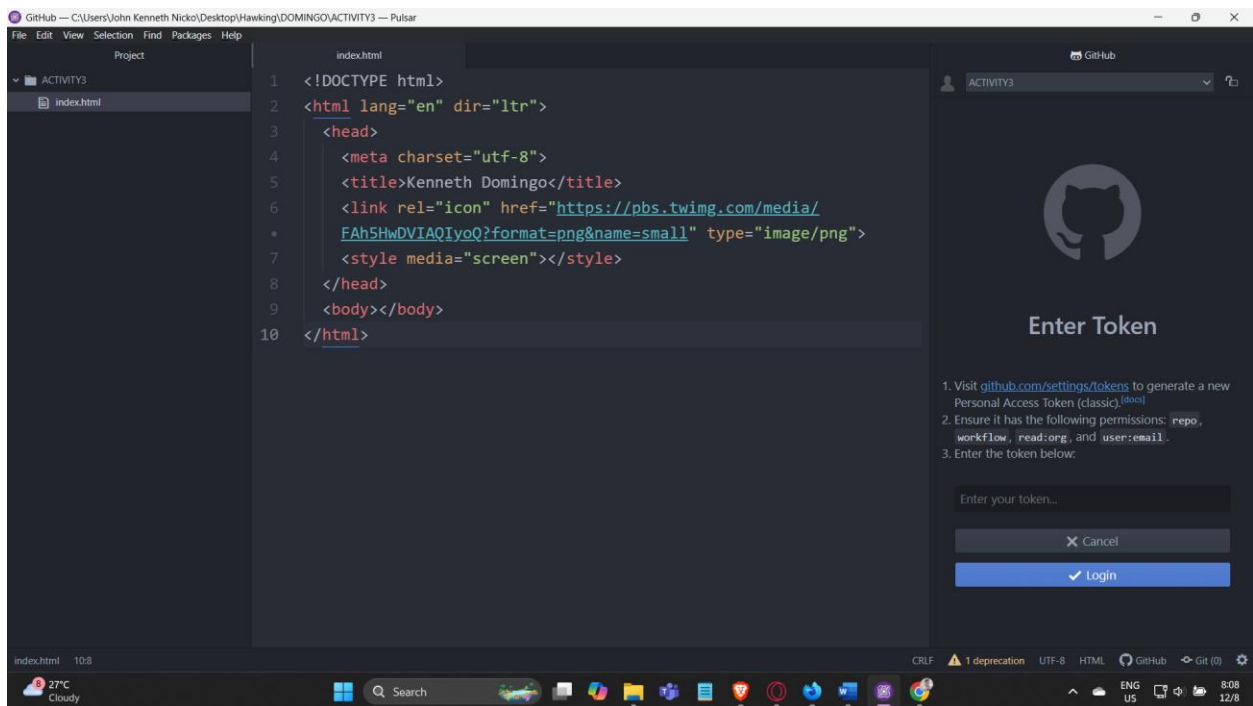 GitHub — C:\Users\John Kenneth Nicko\Desktop\Hawking\DOMINGO\ACTIVITY3 — Pulsar
File Edit View Selection Find Packages Help
Project
ACTIVITY3
index.html
index.html
1 <!DOCTYPE html>
2 <html lang="en" dir="ltr">
3 <head>
4 <meta charset="utf-8">
5 <title>Kenneth Domingo</title>
6 <link rel="icon" href="https://pbs.twimg.com/media/
• FAh5HwDVIAQIyoQ?format=png&name=small" type="image/png">
7 <style media="screen"></style>
8 </head>
9 <body></body>
10 </html>
GitHub
ACTIVITY3
Enter Token
1. Visit github.com/settings/tokens to generate a new
Personal Access Token (classic).[docs]
2. Ensure it has the following permissions: repo,
workflow, read:org, and user:email.
3. Enter the token below:
Enter your token...
Cancel
Login
index.html 10:8
CRLF 1 deprecation UTF-8 HTML GitHub Git (0)
8
27°C
Cloudy
Search
ENG
US
8:08
12/8